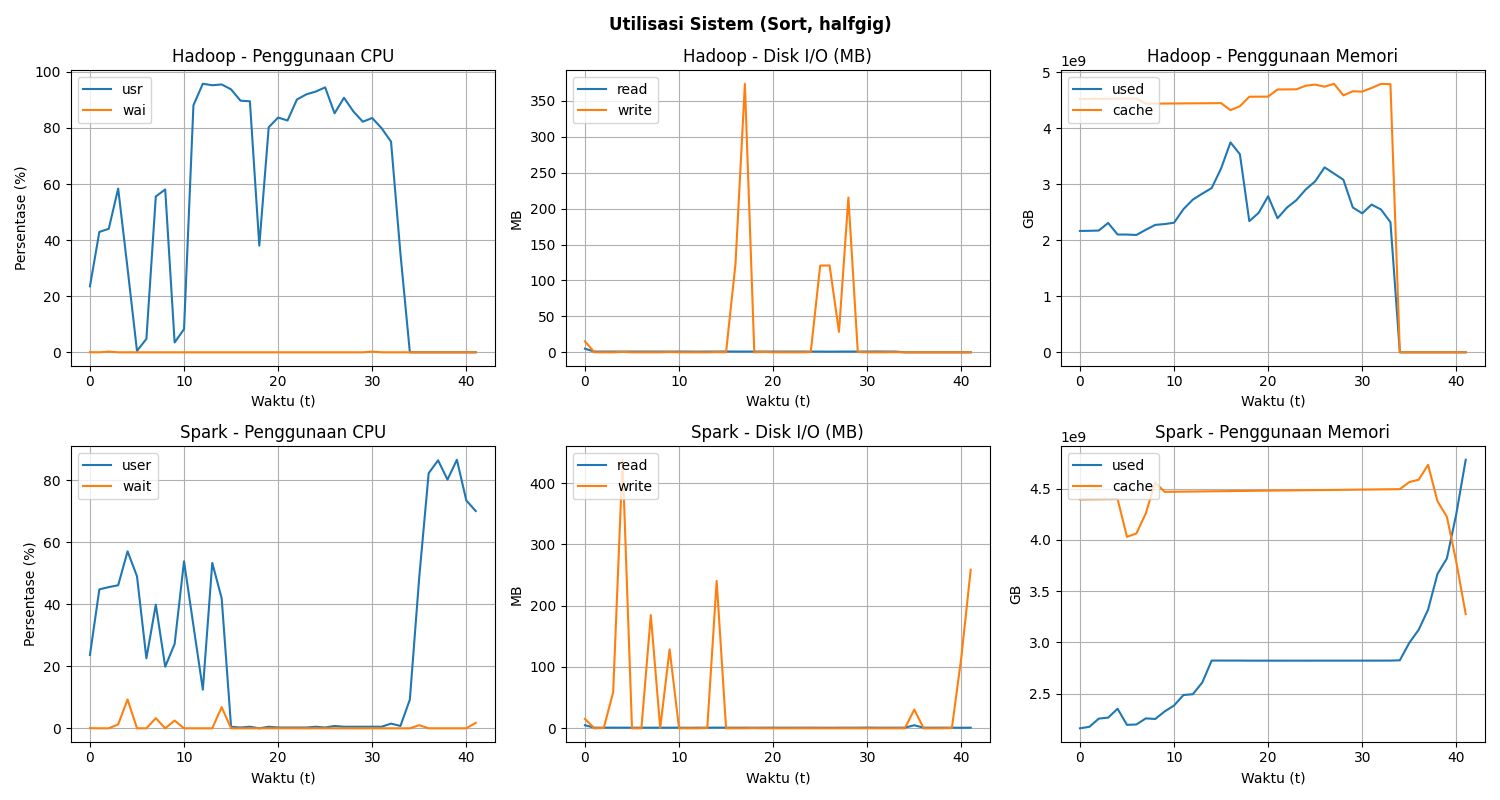 Utilisasi Sistem (Sort, halfgig)
Hadoop - Penggunaan CPU
usr
wai
Persentase (%)
100
80
60
40
20
0
0 10 20 30 40
Waktu (t)
Hadoop - Disk I/O (MB)
read
write
MB
350
300
250
200
150
100
50
0
0 10 20 30 40
Waktu (t)
Hadoop - Penggunaan Memori
1e9
used
cache
GB
5
4
3
2
1
0
0 10 20 30 40
Waktu (t)
Spark - Penggunaan CPU
user
wait
Persentase (%)
80
60
40
20
0
0 10 20 30 40
Waktu (t)
Spark - Disk I/O (MB)
read
write
MB
400
300
200
100
0
0 10 20 30 40
Waktu (t)
Spark - Penggunaan Memori
1e9
used
cache
GB
4.5
4.0
3.5
3.0
2.5
0 10 20 30 40
Waktu (t)